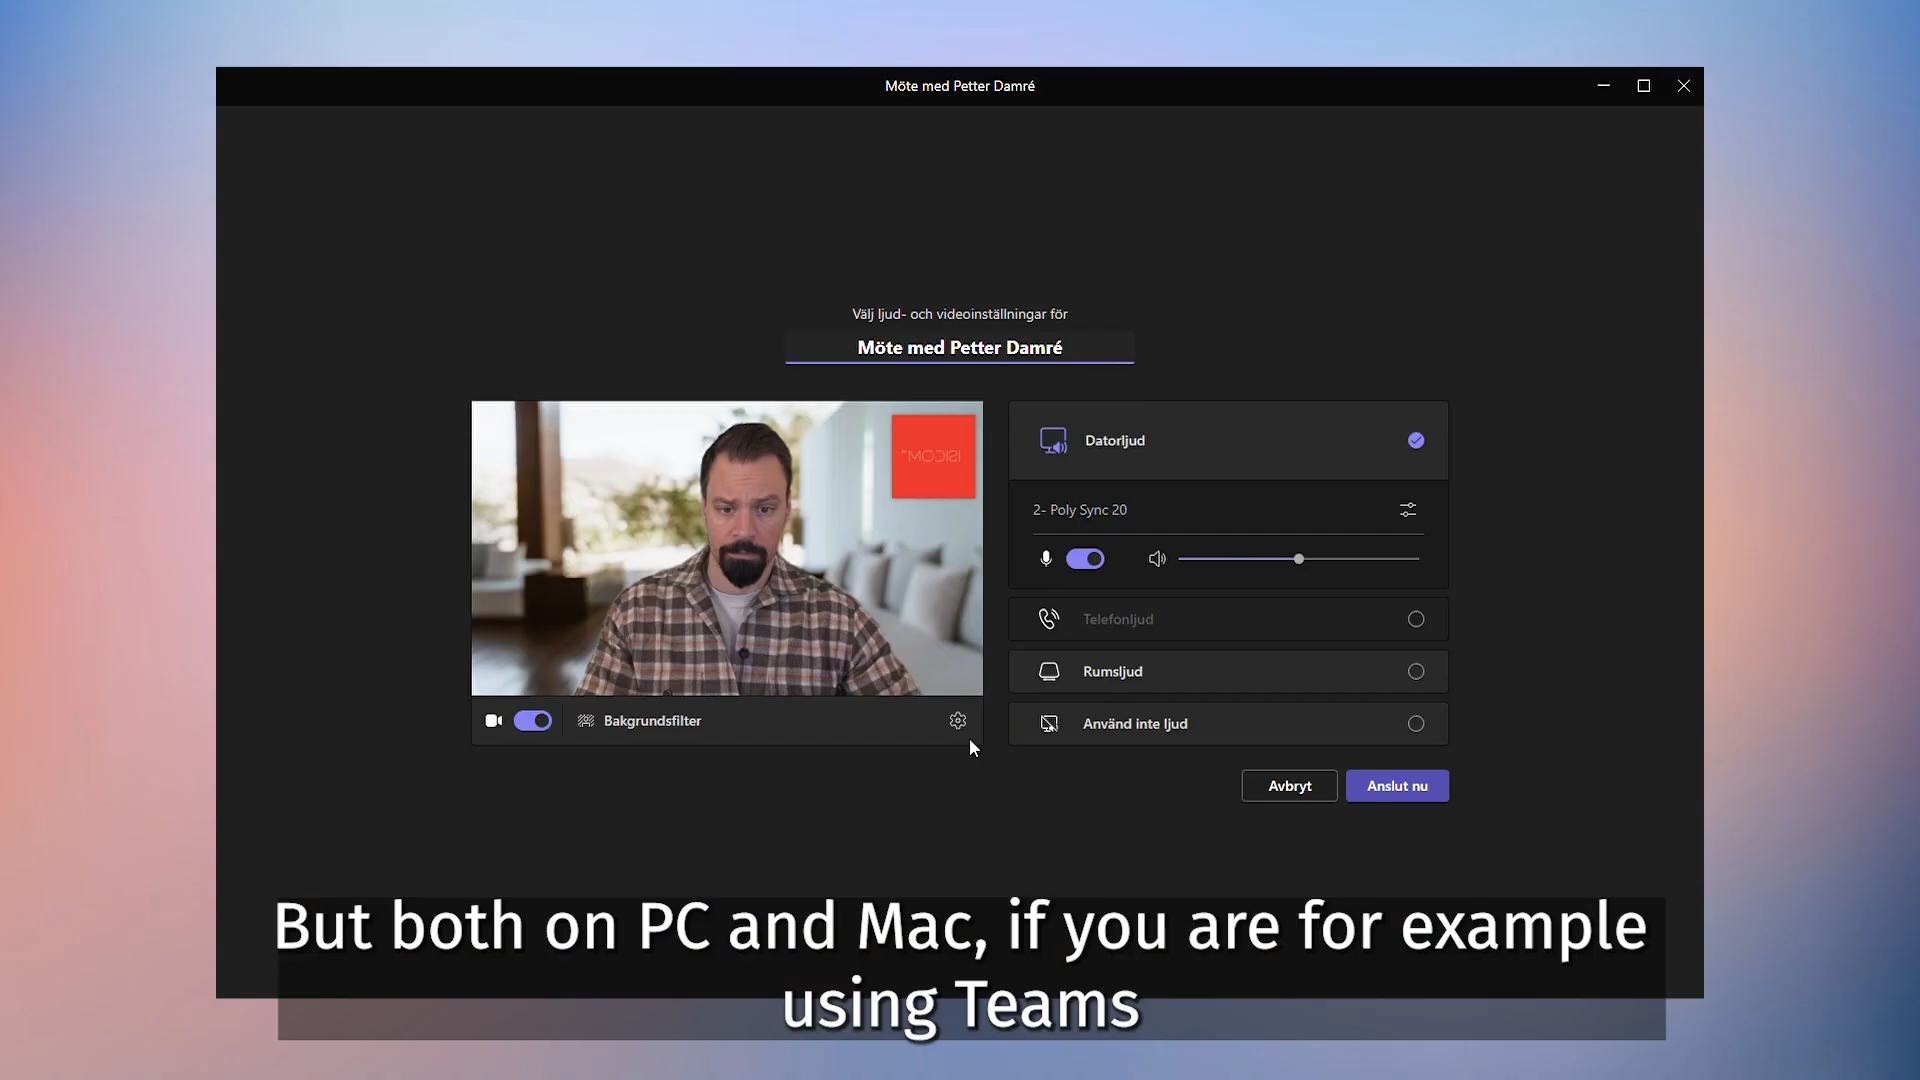 Möte med Petter Damré
Välj ljud- och videoinställningar för
Möte med Petter Damré
Datorljud
2- Poly Sync 20
Telefonljud
Rumsljud
Använd inte ljud
Bakgrundsfilter
Avbryt
Anslut nu
But both on PC and Mac, if you are for example
using Teams